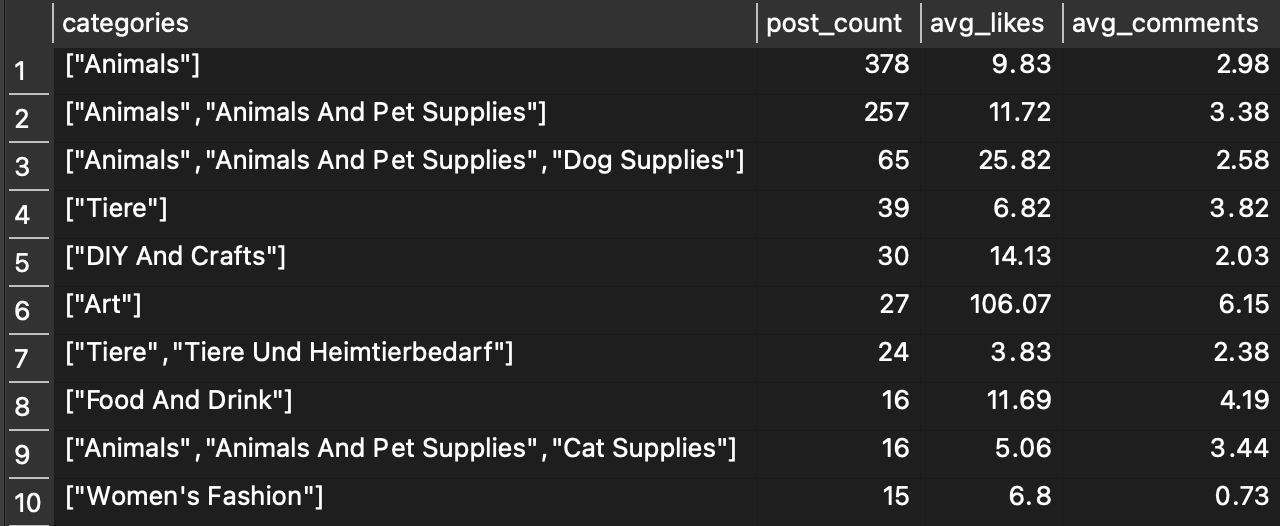 categories post_count avg_likes avg_comments
1 ["Animals"] 378 9.83 2.98
2 ["Animals","Animals And Pet Supplies"] 257 11.72 3.38
3 ["Animals","Animals And Pet Supplies","Dog Supplies"] 65 25.82 2.58
4 ["Tiere"] 39 6.82 3.82
5 ["DIY And Crafts"] 30 14.13 2.03
6 ["Art"] 27 106.07 6.15
7 ["Tiere","Tiere Und Heimtierbedarf"] 24 3.83 2.38
8 ["Food And Drink"] 16 11.69 4.19
9 ["Animals","Animals And Pet Supplies","Cat Supplies"] 16 5.06 3.44
10 ["Women's Fashion"] 15 6.8 0.73